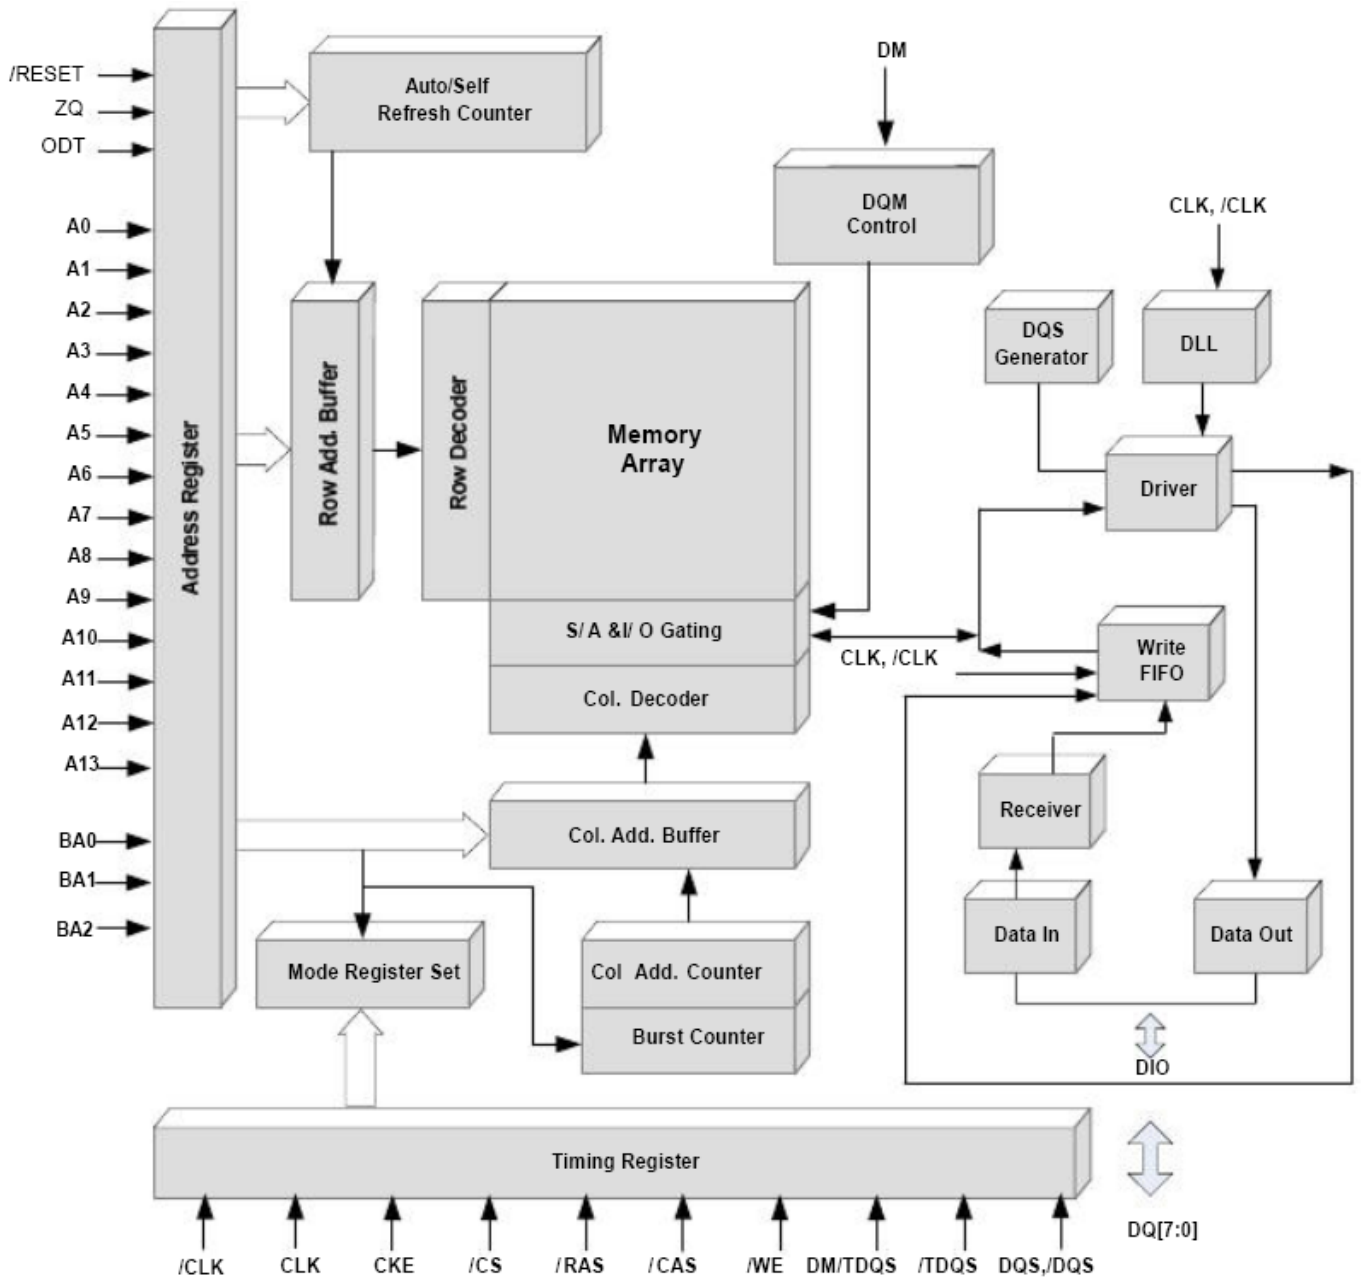 /RESET
ZQ
ODT
A0
A1
A2
A3
A4
A5
A6
A7
A8
A9
A10
A11
A12
A13
BA0
BA1
BA2
Address Register
Auto/Self
Refresh Counter
Row Add. Buffer
Row Decoder
Memory
Array
S/ A &I/ O Gating
Col. Decoder
Col. Add. Buffer
Col Add. Counter
Burst Counter
Mode Register Set
DM
DQM
Control
CLK, /CLK
DQS
Generator
DLL
Driver
CLK, /CLK
Write
FIFO
Receiver
Data In
Data Out
DIO
Timing Register
DQ[7:0]
/CLK
CLK
CKE
/CS
/RAS
/ CAS
/WE
DM/TDQS
/TDQS
DQS,/DQS